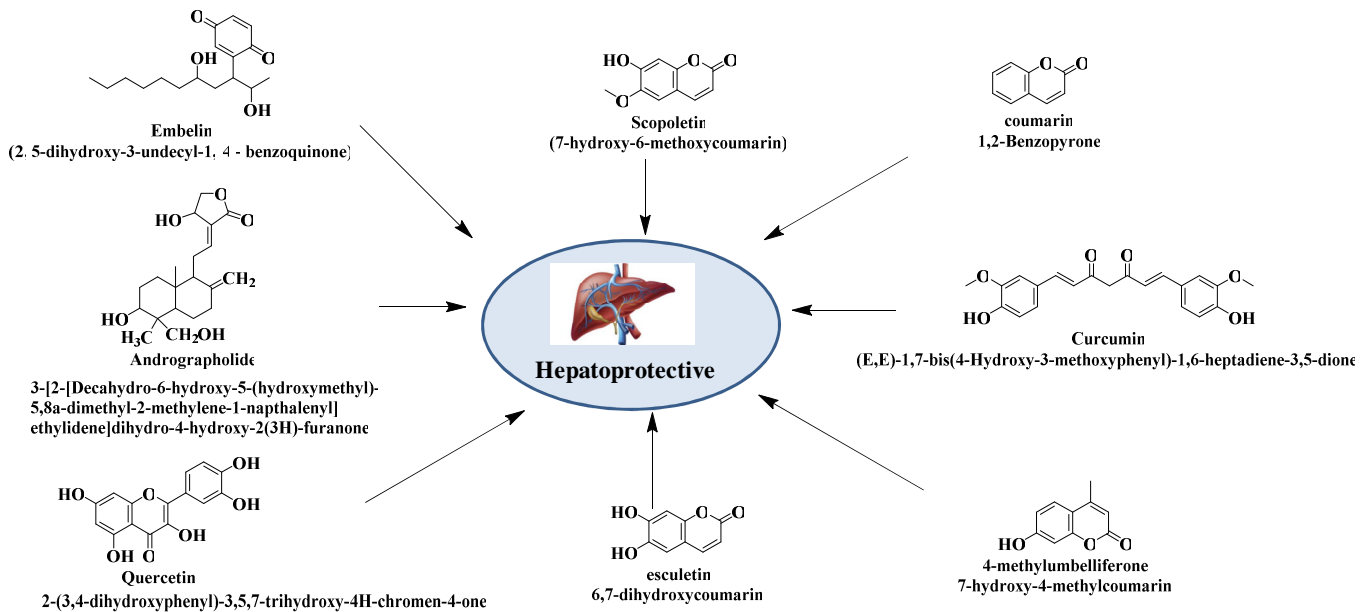 O
O
OH
OH
Embelin
(2, 5-dihydroxy-3-undecyl-1, 4 - benzoquinone)
HO
O
O
O
Scopoletin
(7-hydroxy-6-methoxycoumarin)
O
O
coumarin
1,2-Benzopyrone
O
HO
O
CH2
HO
H3C
CH2OH
Andrographolide
3-[2-[Decahydro-6-hydroxy-5-(hydroxymethyl)-
5,8a-dimethyl-2-methylene-1-napthalenyl]
ethylidene]dihydro-4-hydroxy-2(3H)-furanone
Hepatoprotective
O
O
O
O
HO
OH
Curcumin
(E,E)-1,7-bis(4-Hydroxy-3-methoxyphenyl)-1,6-heptadiene-3,5-dione
OH
HO
O
OH
OH
OH
O
Quercetin
2-(3,4-dihydroxyphenyl)-3,5,7-trihydroxy-4H-chromen-4-one
HO
O
O
HO
esculetin
6,7-dihydroxycoumarin
HO
O
O
4-methylumbelliferone
7-hydroxy-4-methylcoumarin